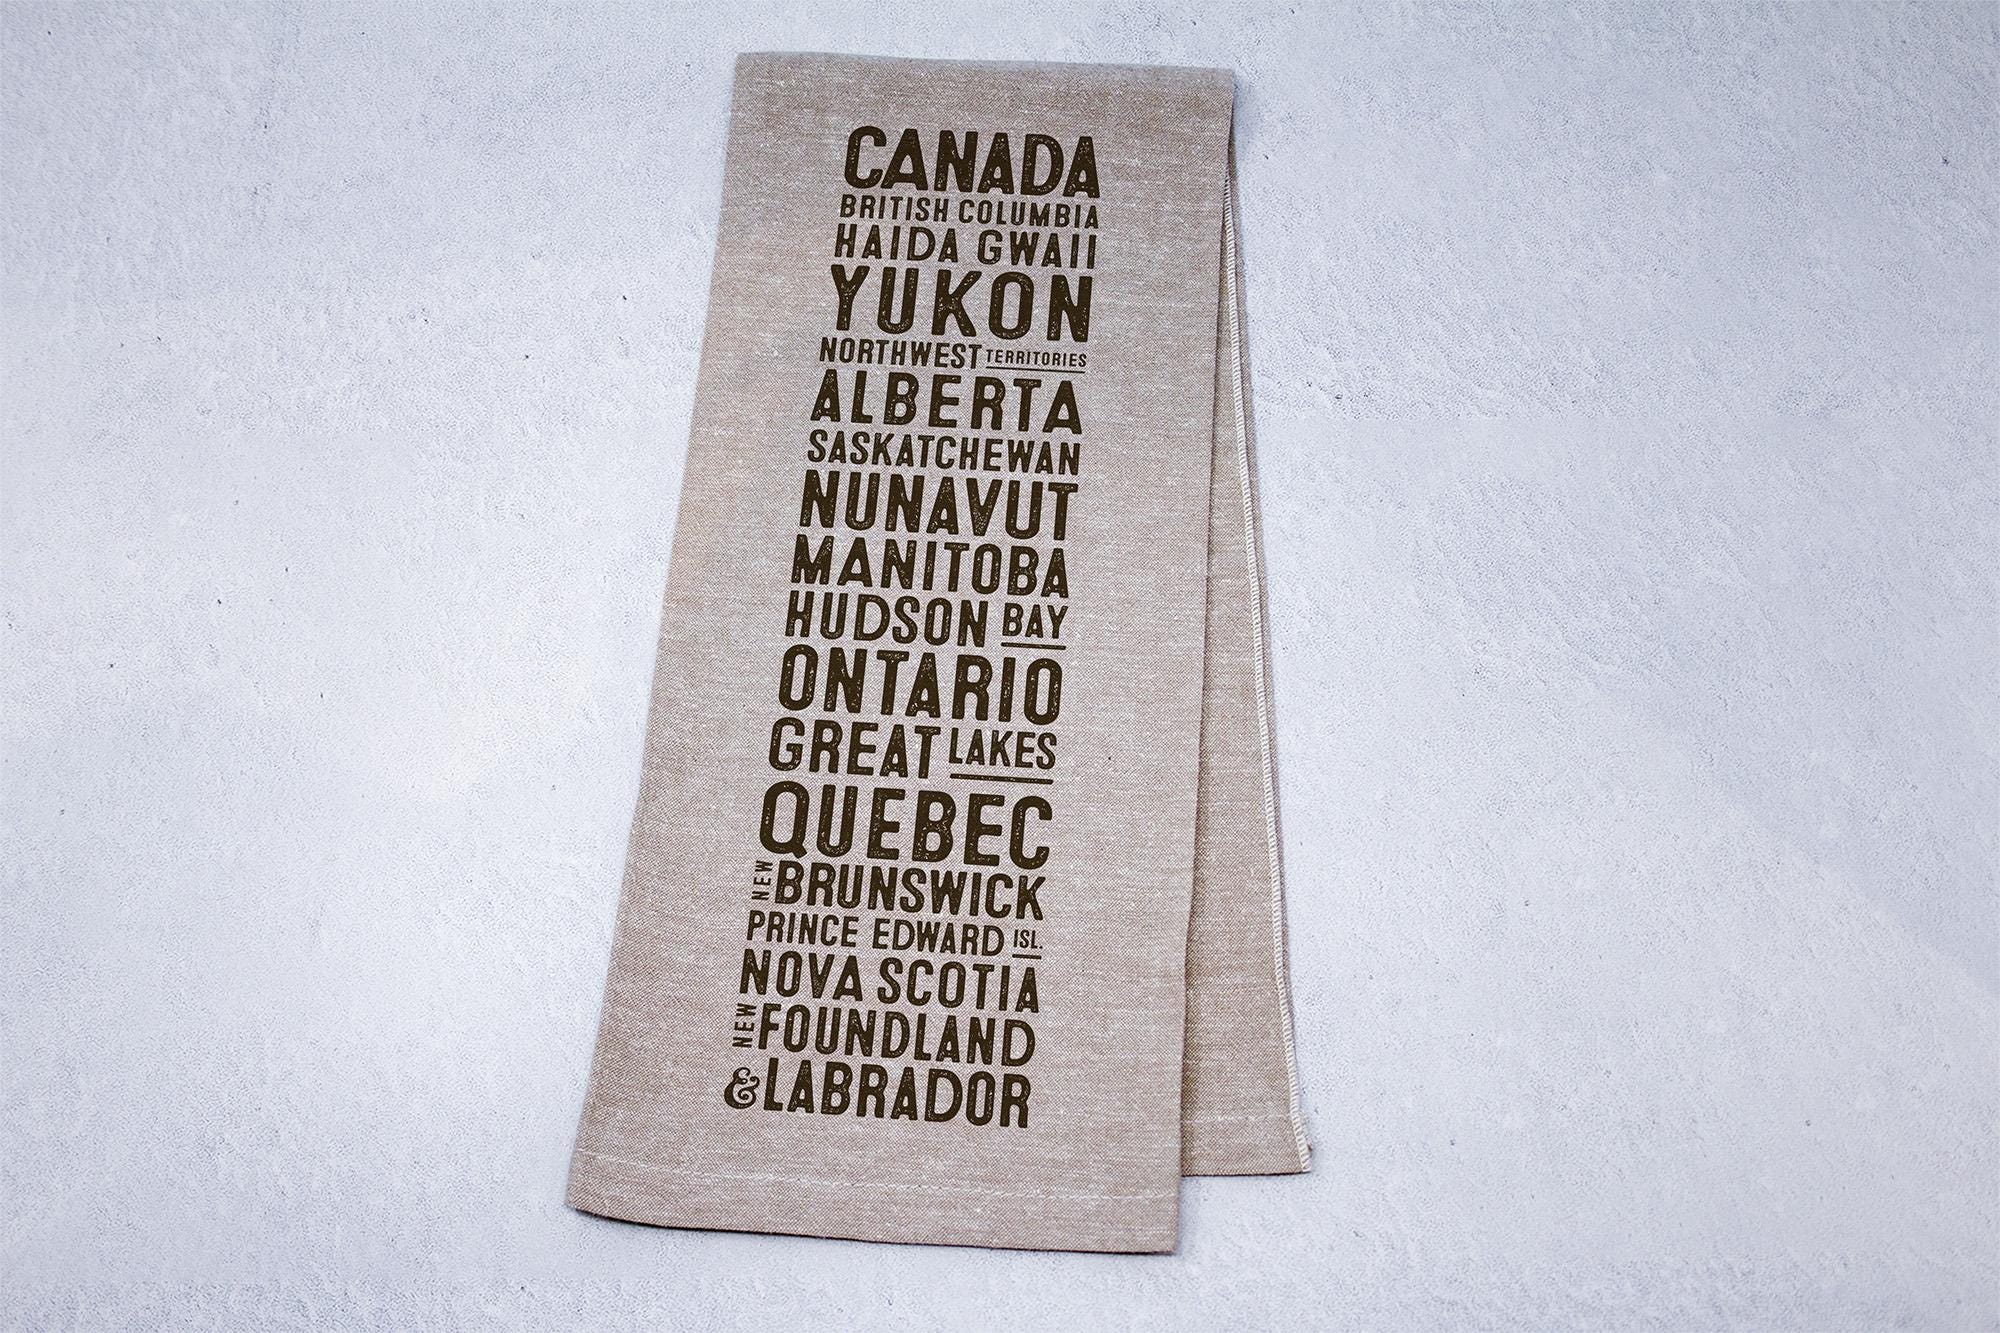 CANADA
BRITISH COLUMBIA
HAIDA GWAII
YUKON
NORTHWEST TERRITORIES
ALBERTA
SASKATCHEWAN
NUNAVUT
MANITOBA
HUDSON BAY
ONTARIO
GREAT LAKES
QUEBEC
NEW BRUNSWICK
PRINCE EDWARD ISL.
NOVA SCOTIA
NEW FOUNDLAND
& LABRADOR